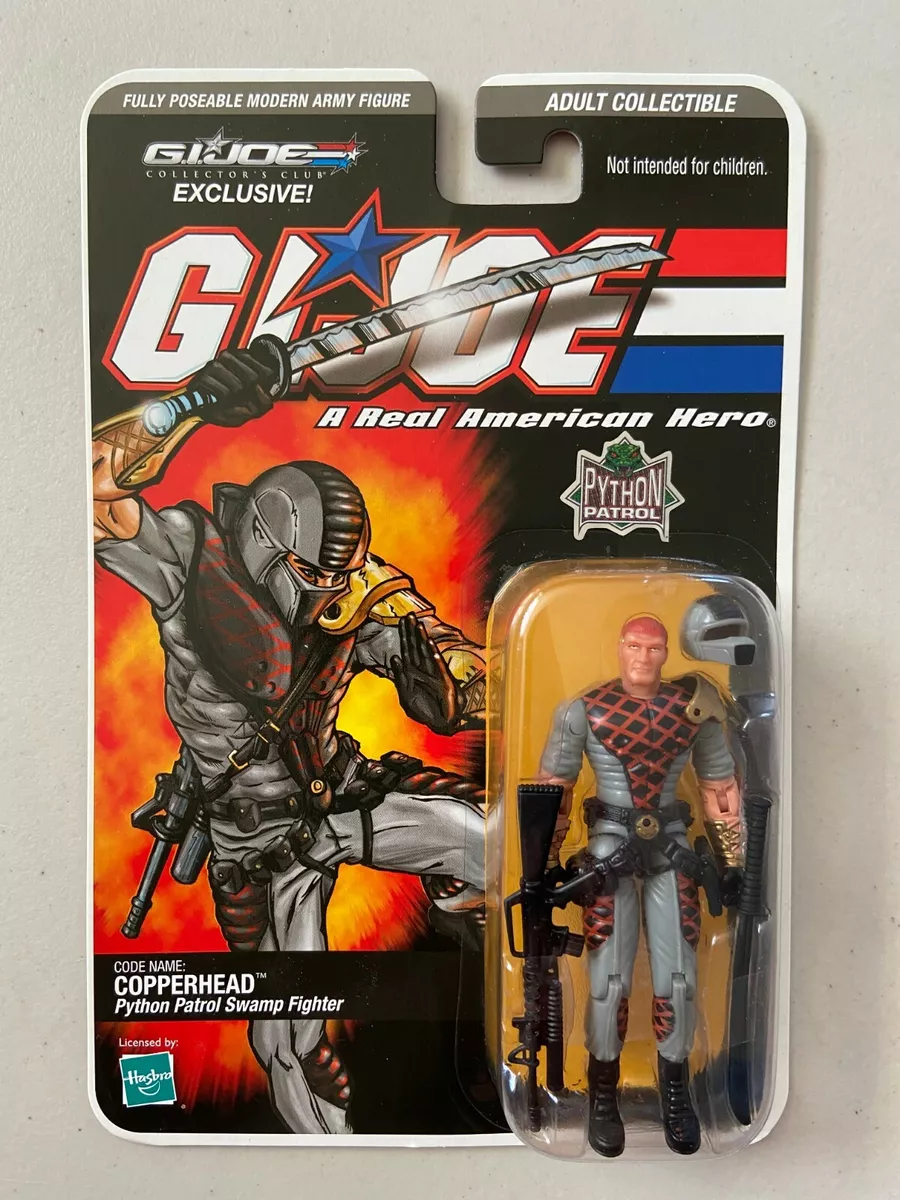 FULLY POSEABLE MODERN ARMY FIGURE
ADULT COLLECTIBLE
G.I.JOE
COLLECTOR'S CLUB
EXCLUSIVE!
Not intended for children.
G.I.JOE
A Real American Hero®
PYTHON
PATROL
CODE NAME:
COPPERHEAD™
Python Patrol Swamp Fighter
Licensed by:
Hasbro